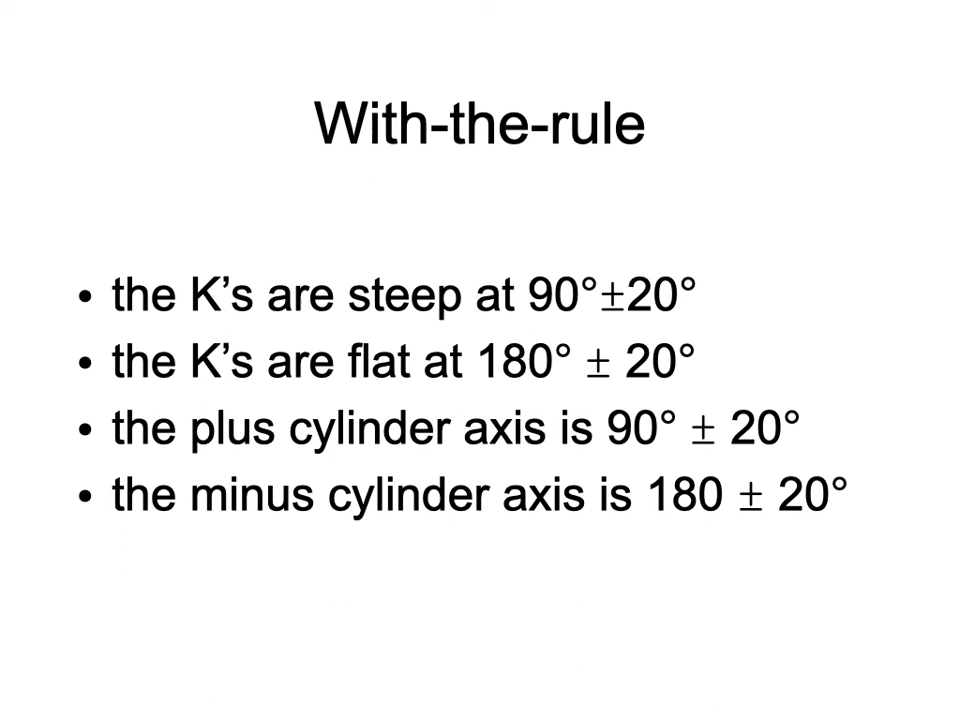 With-the-rule
• the K’s are steep at 90°±20°
• the K’s are flat at 180° ± 20°
• the plus cylinder axis is 90° ± 20°
• the minus cylinder axis is 180 ± 20°